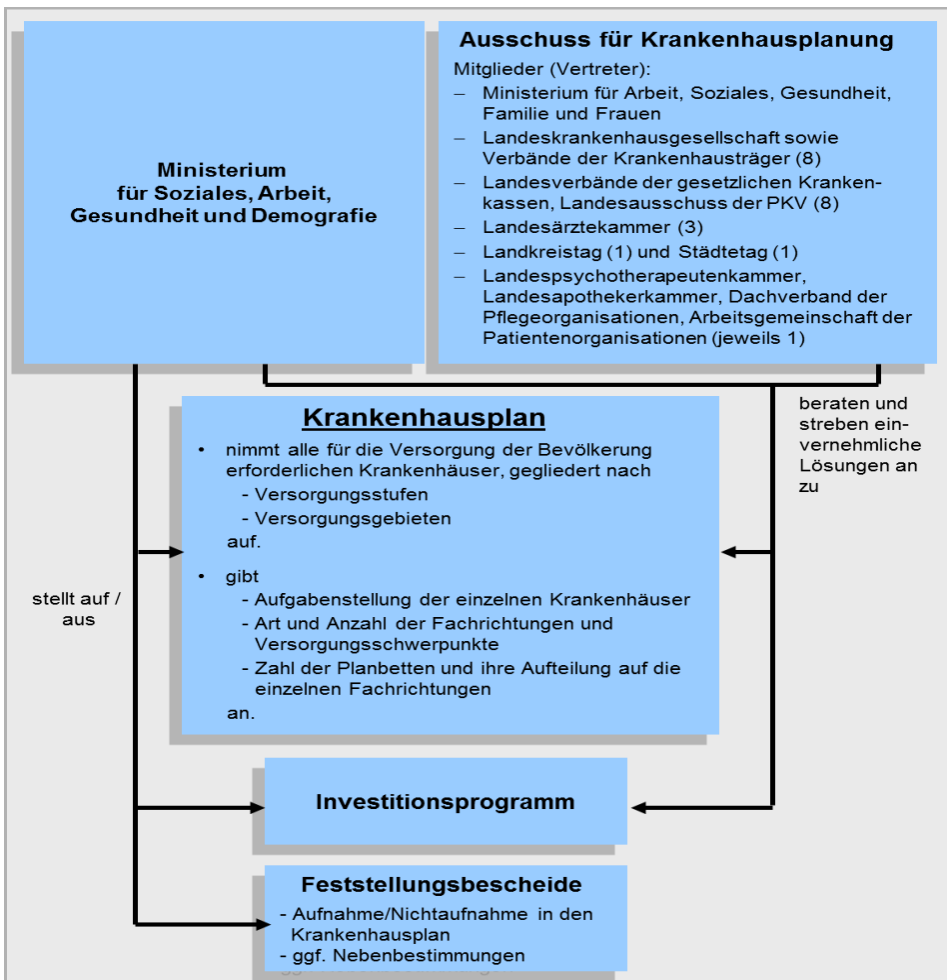 Ministerium
für Soziales, Arbeit,
Gesundheit und Demografie
Ausschuss für Krankenhausplanung
Mitglieder (Vertreter):
– Ministerium für Arbeit, Soziales, Gesundheit,
Familie und Frauen
– Landeskrankenhausgesellschaft sowie
Verbände der Krankenhausträger (8)
– Landesverbände der gesetzlichen Kranken-
kassen, Landesausschuss der PKV (8)
– Landesärztekammer (3)
– Landkreistag (1) und Städtetag (1)
– Landespsychotherapeutenkammer,
Landesapothekerkammer, Dachverband der
Pflegeorganisationen, Arbeitsgemeinschaft der
Patientenorganisationen (jeweils 1)
beraten und
streben ein-
vernehmliche
Lösungen an
zu
Krankenhausplan
• nimmt alle für die Versorgung der Bevölkerung
erforderlichen Krankenhäuser, gegliedert nach
- Versorgungsstufen
- Versorgungsgebieten
auf.
• gibt
- Aufgabenstellung der einzelnen Krankenhäuser
- Art und Anzahl der Fachrichtungen und
Versorgungsschwerpunkte
- Zahl der Planbetten und ihre Aufteilung auf die
einzelnen Fachrichtungen
an.
stellt auf /
aus
Investitionsprogramm
Feststellungsbescheide
- Aufnahme/Nichtaufnahme in den
Krankenhausplan
- ggf. Nebenbestimmungen